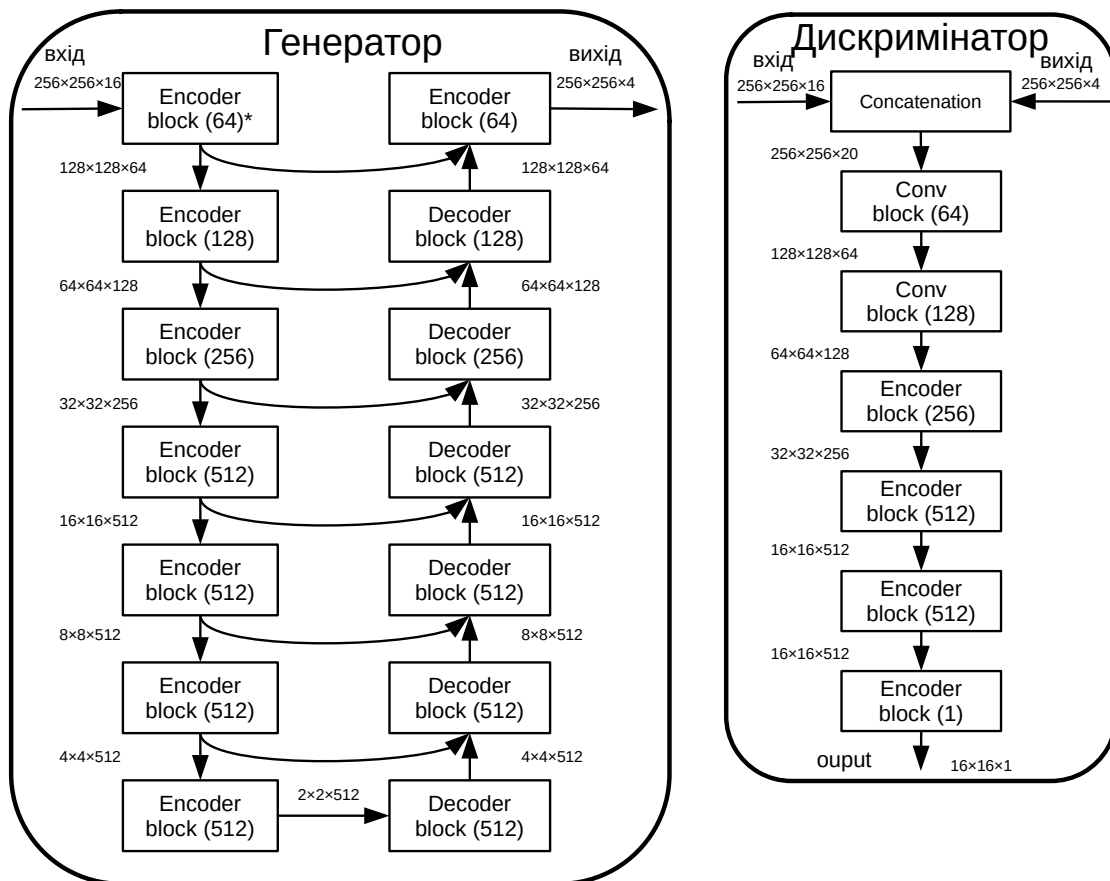 Генератор
вхід
256×256×16
Encoder
block (64)*
128×128×64
Encoder
block (128)
64×64×128
Encoder
block (256)
32×32×256
Encoder
block (512)
16×16×512
Encoder
block (512)
8×8×512
Encoder
block (512)
4×4×512
Encoder
block (512)
2×2×512
вихід
256×256×4
Encoder
block (64)
128×128×64
Decoder
block (128)
64×64×128
Decoder
block (256)
32×32×256
Decoder
block (512)
16×16×512
Decoder
block (512)
8×8×512
Decoder
block (512)
4×4×512
Decoder
block (512)
Дискримінатор
вхід
256×256×16
Concatenation
вихід
256×256×4
256×256×20
Conv
block (64)
128×128×64
Conv
block (128)
64×64×128
Encoder
block (256)
32×32×256
Encoder
block (512)
16×16×512
Encoder
block (512)
16×16×512
Encoder
block (1)
ouput
16×16×1